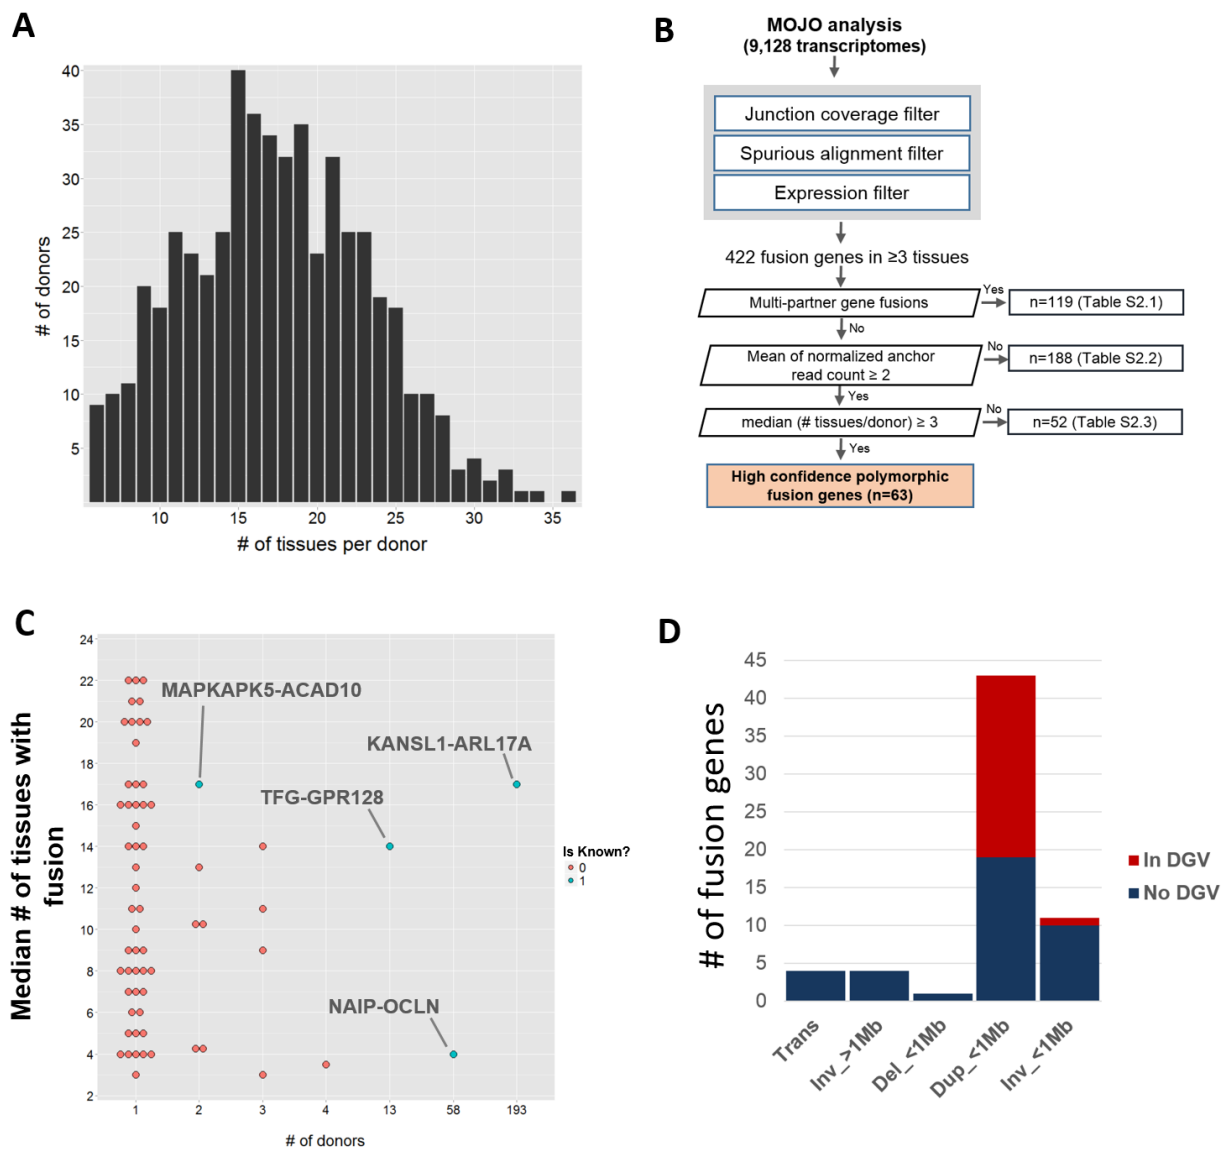 A
40
35
30
25
20
15
10
5
# of donors
10
15
20
25
30
35
# of tissues per donor
B
MOJO analysis
(9,128 transcriptomes)
Junction coverage filter
Spurious alignment filter
Expression filter
422 fusion genes in ≥3 tissues
Multi-partner gene fusions
Yes
n=119 (Table S2.1)
No
Mean of normalized anchor
read count ≥ 2
No
n=188 (Table S2.2)
Yes
median (# tissues/donor) ≥ 3
No
n=52 (Table S2.3)
Yes
High confidence polymorphic
fusion genes (n=63)
C
24
22
20
18
16
14
12
10
8
6
4
2
Median # of tissues with
fusion
MAPKAPK5-ACAD10
KANSL1-ARL17A
TFG-GPR128
NAIP-OCLN
1
2
3
4
13
58
193
# of donors
Is Known?
0
1
D
45
40
35
30
25
20
15
10
5
0
# of fusion genes
Trans
Inv_>1Mb
Del_<1Mb
Dup_<1Mb
Inv_<1Mb
In DGV
No DGV